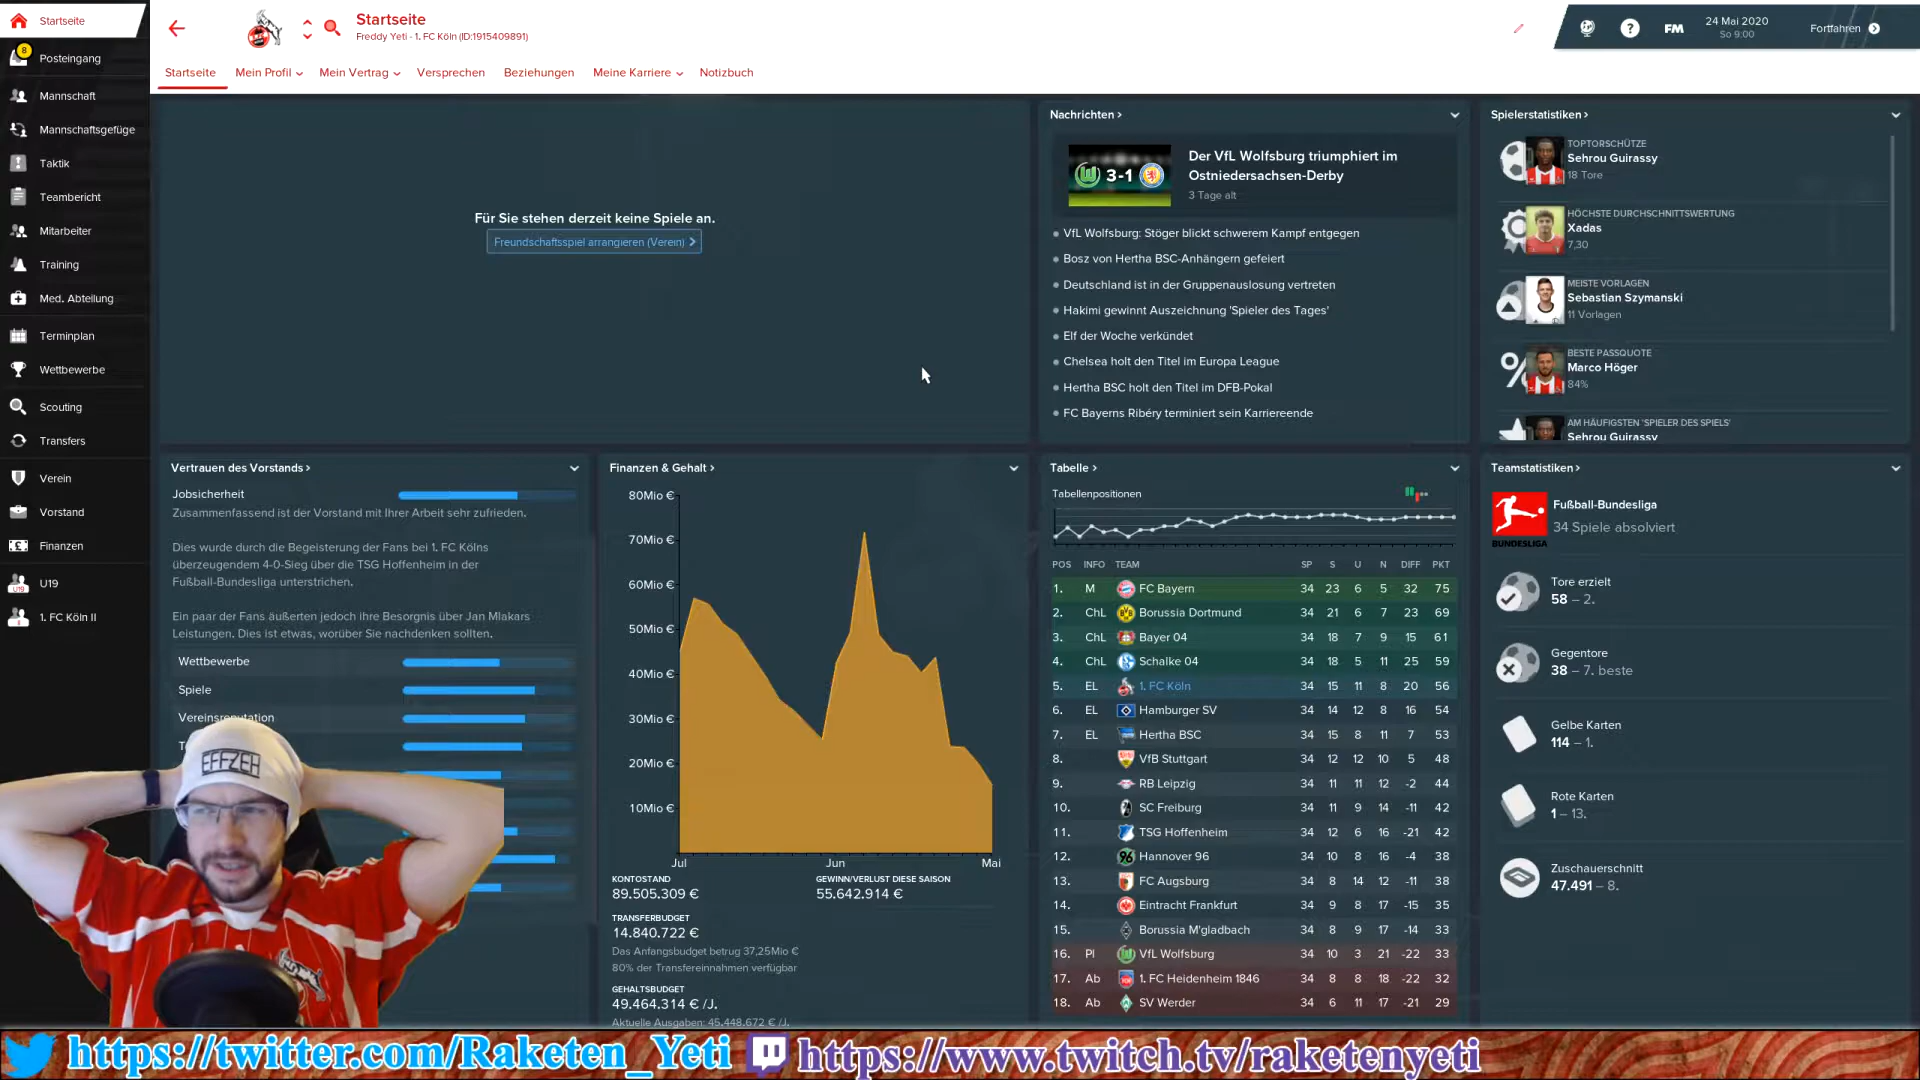 Startseite
8
Posteingang
Mannschaft
Mannschaftsgefüge
Taktik
Teambericht
Mitarbeiter
Training
Med. Abteilung
Terminplan
Wettbewerbe
Scouting
Transfers
Verein
Vorstand
Finanzen
U19
1. FC Köln II
Startseite
Freddy Yeti - 1. FC Köln (ID:1915409891)
24 Mai 2020
So 9:00
FM
Fortfahren
Startseite
Mein Profil
Mein Vertrag
Versprechen
Beziehungen
Meine Karriere
Notizbuch
Für Sie stehen derzeit keine Spiele an.
Freundschaftsspiel arrangieren (Verein)
Nachrichten
3-1
Der VfL Wolfsburg triumphiert im
Ostniedersachsen-Derby
3 Tage alt
VfL Wolfsburg: Stöger blickt schwerem Kampf entgegen
Bosz von Hertha BSC-Anhängern gefeiert
Deutschland ist in der Gruppenauslosung vertreten
Hakimi gewinnt Auszeichnung 'Spieler des Tages'
Elf der Woche verkündet
Chelsea holt den Titel im Europa League
Hertha BSC holt den Titel im DFB-Pokal
FC Bayerns Ribéry terminiert sein Karriereende
Spielerstatistiken
TOPTORSCHÜTZE
Sehrou Guirassy
18 Tore
HÖCHSTE DURCHSCHNITTSWERTUNG
Xadas
7,30
MEISTE VORLAGEN
Sebastian Szymanski
11 Vorlagen
BESTE PASSQUOTE
Marco Höger
84%
AM HÄUFIGSTEN 'SPIELER DES SPIELS'
Sehrou Guirassy
Vertrauen des Vorstands
Jobsicherheit
Zusammenfassend ist der Vorstand mit Ihrer Arbeit sehr zufrieden.
Dies wurde durch die Begeisterung der Fans bei 1. FC Kölns
überzeugendem 4-0-Sieg über die TSG Hoffenheim in der
Fußball-Bundesliga unterstrichen.
Ein paar der Fans äußerten jedoch ihre Besorgnis über Jan Mlakars
Leistungen. Dies ist etwas, worüber Sie nachdenken sollten.
Wettbewerbe
Spiele
Vereinsreputation
EFFZEH
Finanzen & Gehalt
80Mio €
70Mio €
60Mio €
50Mio €
40Mio €
30Mio €
20Mio €
10Mio €
Jul
Jun
Mai
KONTOSTAND
89.505.309 €
GEWINN/VERLUST DIESE SAISON
55.642.914 €
TRANSFERBUDGET
14.840.722 €
Das Anfangsbudget betrug 37,25Mio €
80% der Transfereinnahmen verfügbar
GEHALTSBUDGET
49.464.314 € /J.
Aktuelle Ausgaben: 45.448.672 € /J.
Tabelle
Tabellenpositionen
POS INFO TEAM SP S U N DIFF PKT
1. M FC Bayern 34 23 6 5 32 75
2. ChL Borussia Dortmund 34 21 6 7 23 69
3. ChL Bayer 04 34 18 7 9 15 61
4. ChL Schalke 04 34 18 5 11 25 59
5. EL 1. FC Köln 34 15 11 8 20 56
6. EL Hamburger SV 34 14 12 8 16 54
7. EL Hertha BSC 34 15 8 11 7 53
8. VfB Stuttgart 34 12 12 10 5 48
9. RB Leipzig 34 11 11 12 -2 44
10. SC Freiburg 34 11 9 14 -11 42
11. TSG Hoffenheim 34 12 6 16 -21 42
12. Hannover 96 34 10 8 16 -4 38
13. FC Augsburg 34 8 14 12 -11 38
14. Eintracht Frankfurt 34 9 8 17 -15 35
15. Borussia M'gladbach 34 8 9 17 -14 33
16. Pl VfL Wolfsburg 34 10 3 21 -22 33
17. Ab 1. FC Heidenheim 1846 34 8 8 18 -22 32
18. Ab SV Werder 34 6 11 17 -21 29
Teamstatistiken
BUNDESLIGA
Fußball-Bundesliga
34 Spiele absolviert
Tore erzielt
58 – 2.
Gegentore
38 – 7. beste
Gelbe Karten
114 – 1.
Rote Karten
1 – 13.
Zuschauerschnitt
47.491 – 8.
https://twitter.com/Raketen_Yeti
https://www.twitch.tv/raketenyeti